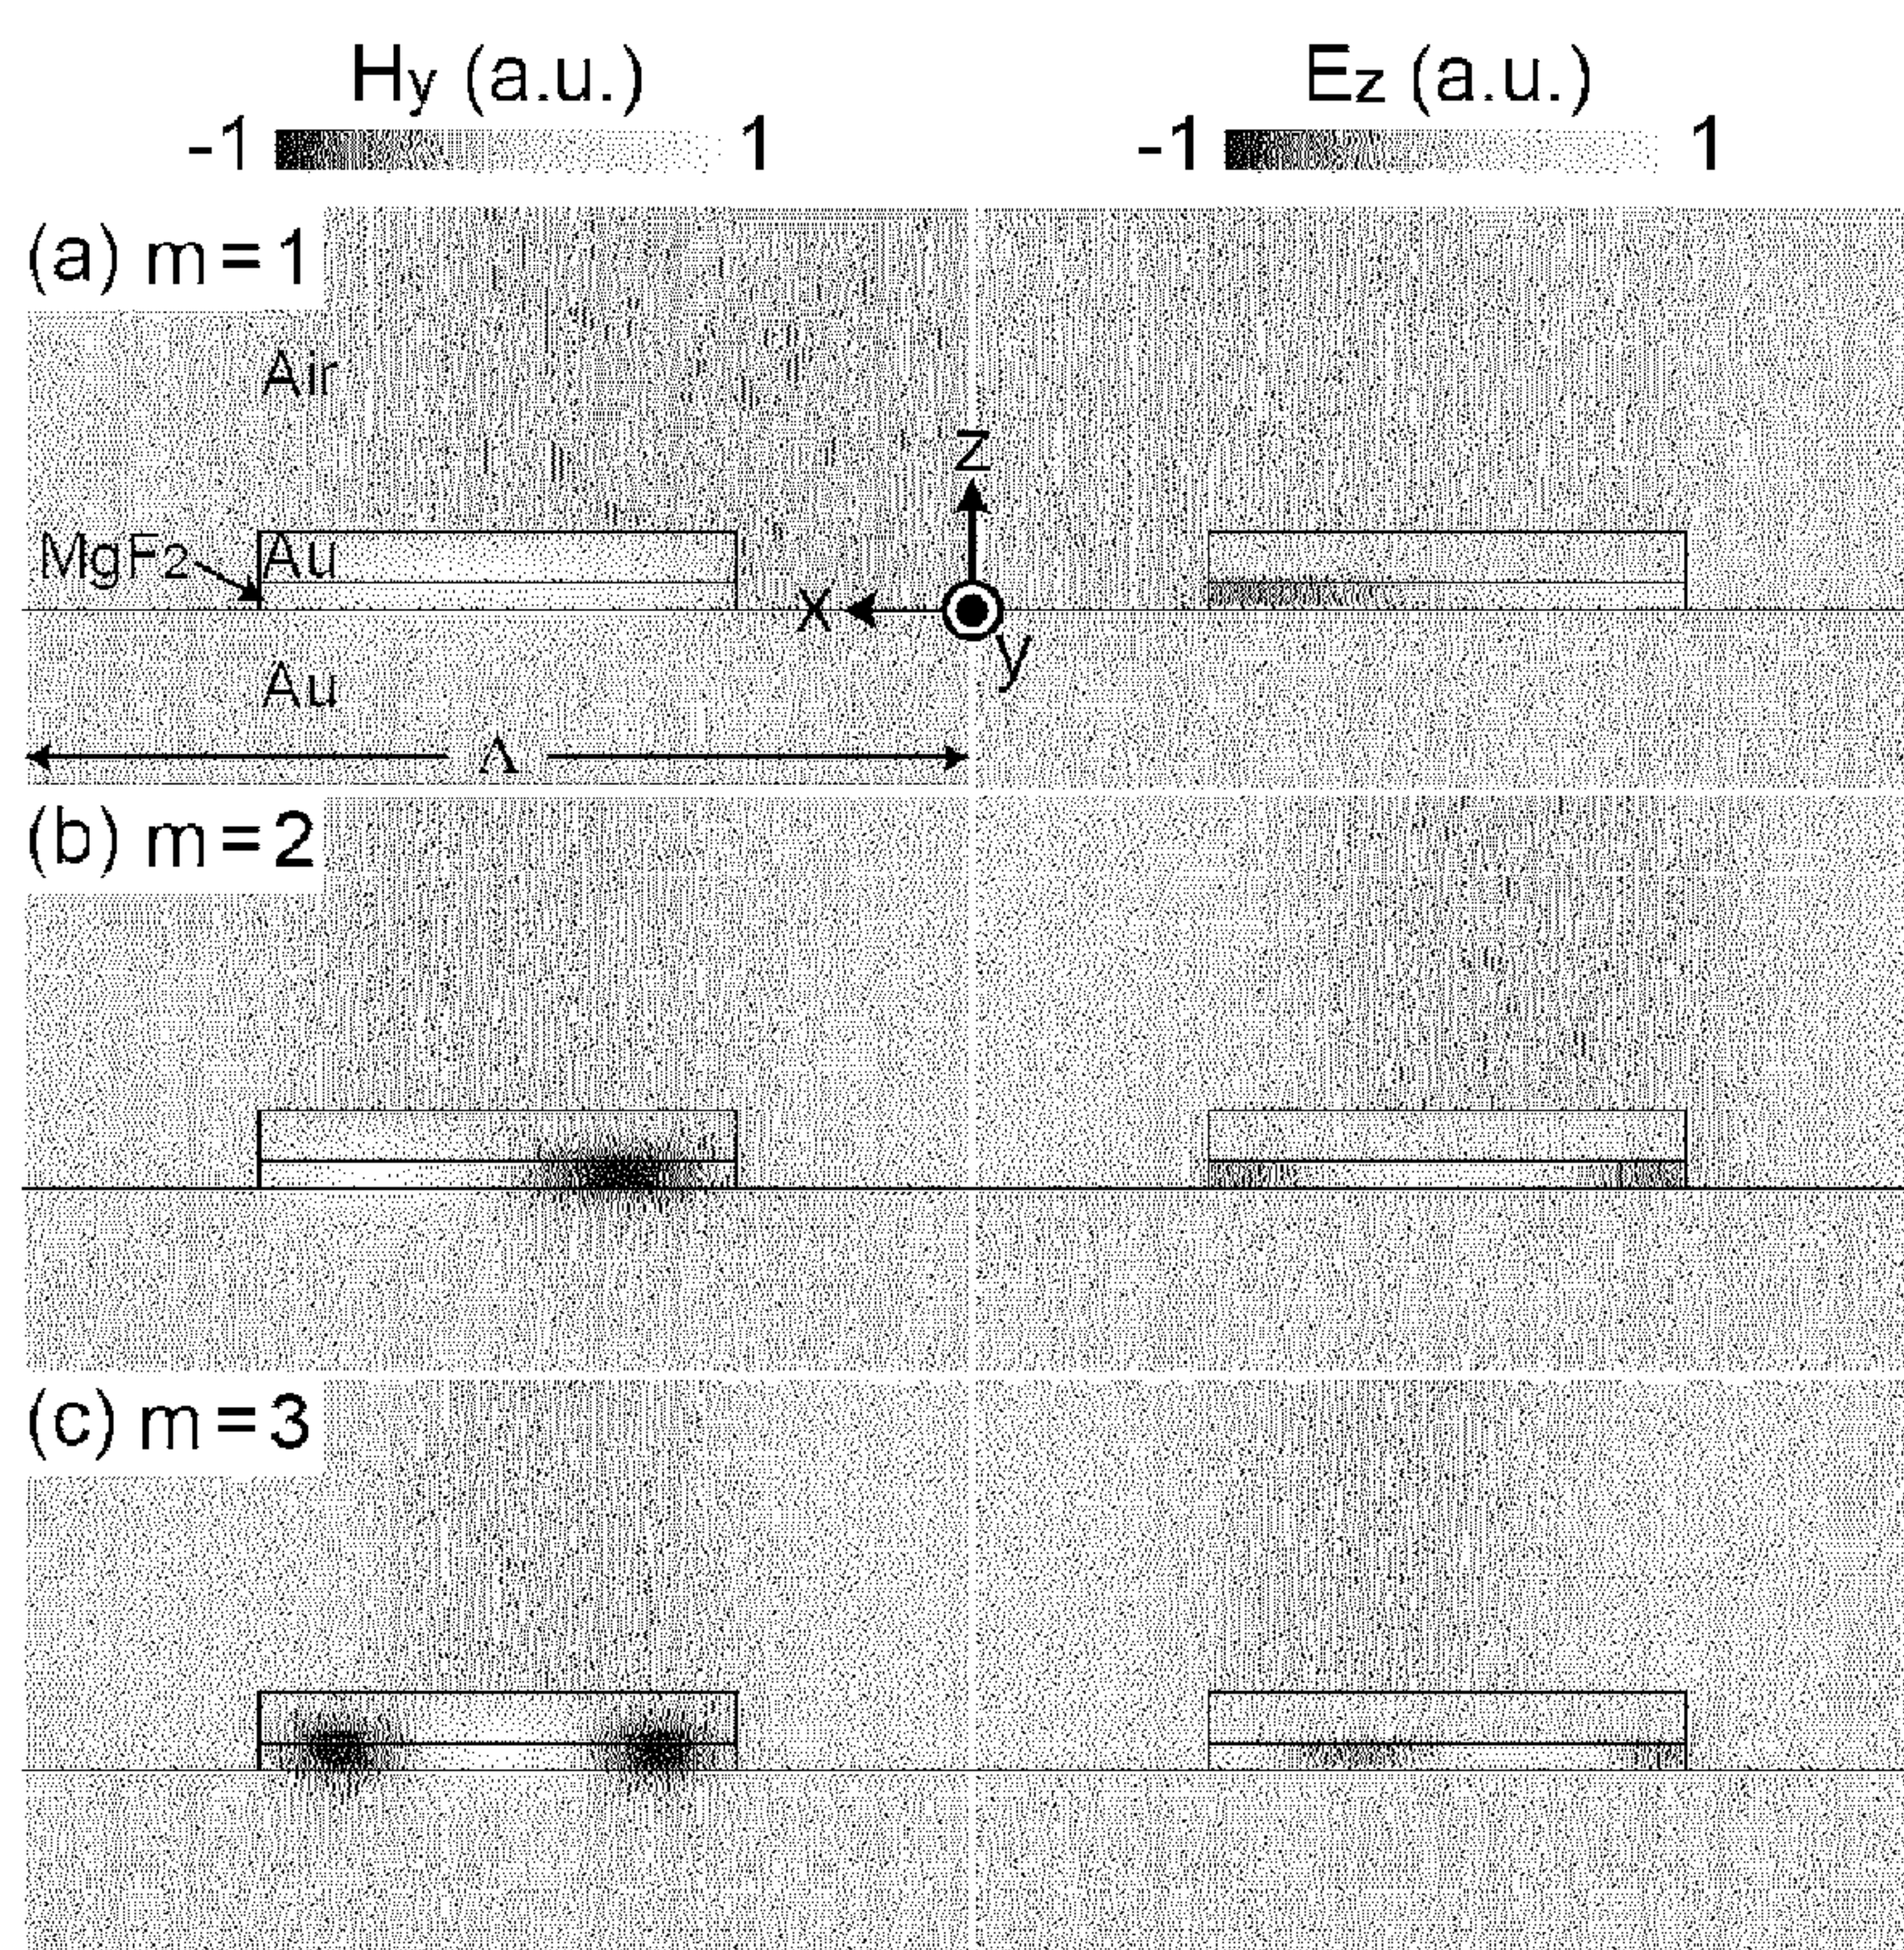 Hy (a.u.)
-1 1
Ez (a.u.)
-1 1
(a) m = 1
Air
z
MgF2
Au
x
y
Au
Λ
(b) m = 2
(c) m = 3